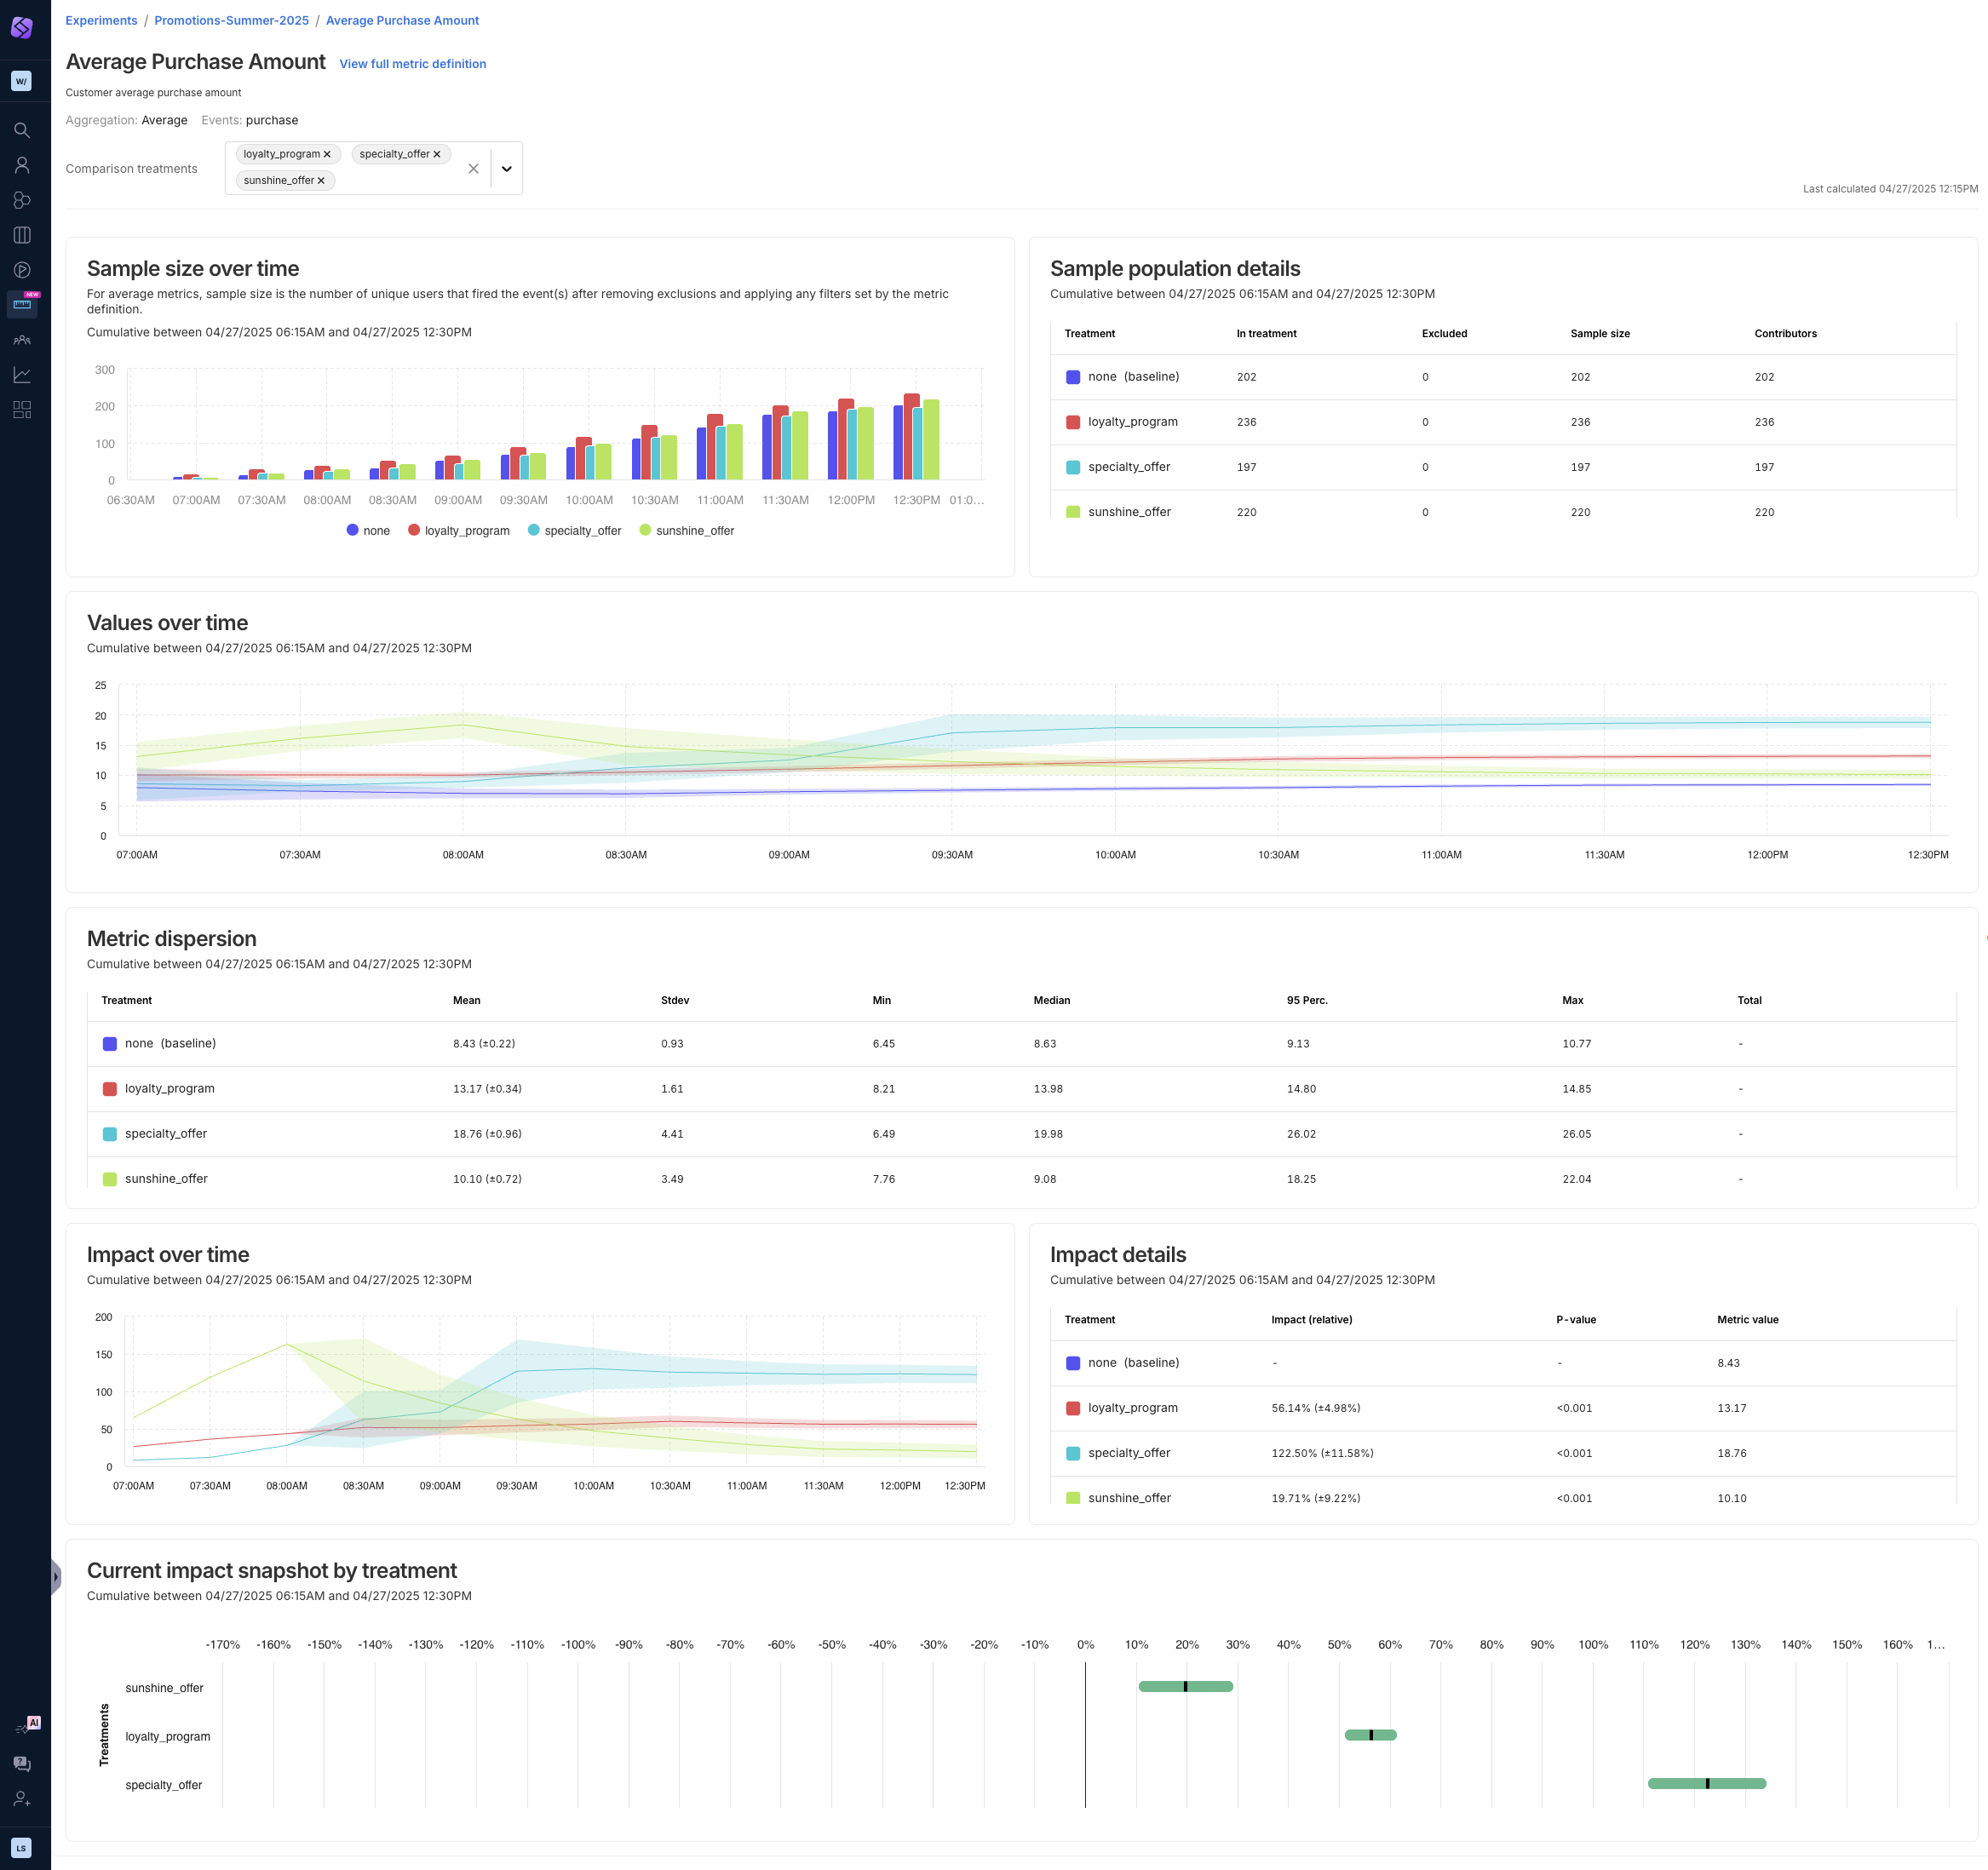 Experiments / Promotions-Summer-2025 / Average Purchase Amount
W/
Average Purchase Amount View full metric definition
Customer average purchase amount
Aggregation: Average Events: purchase
Comparison treatments
loyalty_program specialty_offer
sunshine_offer
Last calculated 04/27/2025 12:15PM
NEW
Sample size over time
For average metrics, sample size is the number of unique users that fired the event(s) after removing exclusions and applying any filters set by the metric
definition.
Cumulative between 04/27/2025 06:15AM and 04/27/2025 12:30PM
300
200
100
0
06:30AM 07:00AM 07:30AM 08:00AM 08:30AM 09:00AM 09:30AM 10:00AM 10:30AM 11:00AM 11:30AM 12:00PM 12:30PM 01:0...
none loyalty_program specialty_offer sunshine_offer
Sample population details
Cumulative between 04/27/2025 06:15AM and 04/27/2025 12:30PM
Treatment In treatment Excluded Sample size Contributors
none (baseline) 202 0 202 202
loyalty_program 236 0 236 236
specialty_offer 197 0 197 197
sunshine_offer 220 0 220 220
Values over time
Cumulative between 04/27/2025 06:15AM and 04/27/2025 12:30PM
25
20
15
10
5
0
07:00AM 07:30AM 08:00AM 08:30AM 09:00AM 09:30AM 10:00AM 10:30AM 11:00AM 11:30AM 12:00PM 12:30PM
Metric dispersion
Cumulative between 04/27/2025 06:15AM and 04/27/2025 12:30PM
Treatment Mean Stdev Min Median 95 Perc. Max Total
none (baseline) 8.43 (±0.22) 0.93 6.45 8.63 9.13 10.77 -
loyalty_program 13.17 (±0.34) 1.61 8.21 13.98 14.80 14.85 -
specialty_offer 18.76 (±0.96) 4.41 6.49 19.98 26.02 26.05 -
sunshine_offer 10.10 (±0.72) 3.49 7.76 9.08 18.25 22.04 -
Impact over time
Cumulative between 04/27/2025 06:15AM and 04/27/2025 12:30PM
200
150
100
50
0
07:00AM 07:30AM 08:00AM 08:30AM 09:00AM 09:30AM 10:00AM 10:30AM 11:00AM 11:30AM 12:00PM 12:30PM
Impact details
Cumulative between 04/27/2025 06:15AM and 04/27/2025 12:30PM
Treatment Impact (relative) P-value Metric value
none (baseline) - - 8.43
loyalty_program 56.14% (±4.98%) <0.001 13.17
specialty_offer 122.50% (±11.58%) <0.001 18.76
sunshine_offer 19.71% (±9.22%) <0.001 10.10
Current impact snapshot by treatment
Cumulative between 04/27/2025 06:15AM and 04/27/2025 12:30PM
-170% -160% -150% -140% -130% -120% -110% -100% -90% -80% -70% -60% -50% -40% -30% -20% -10% 0% 10% 20% 30% 40% 50% 60% 70% 80% 90% 100% 110% 120% 130% 140% 150% 160% 1...
Treatments
sunshine_offer
loyalty_program
specialty_offer
AI
LS